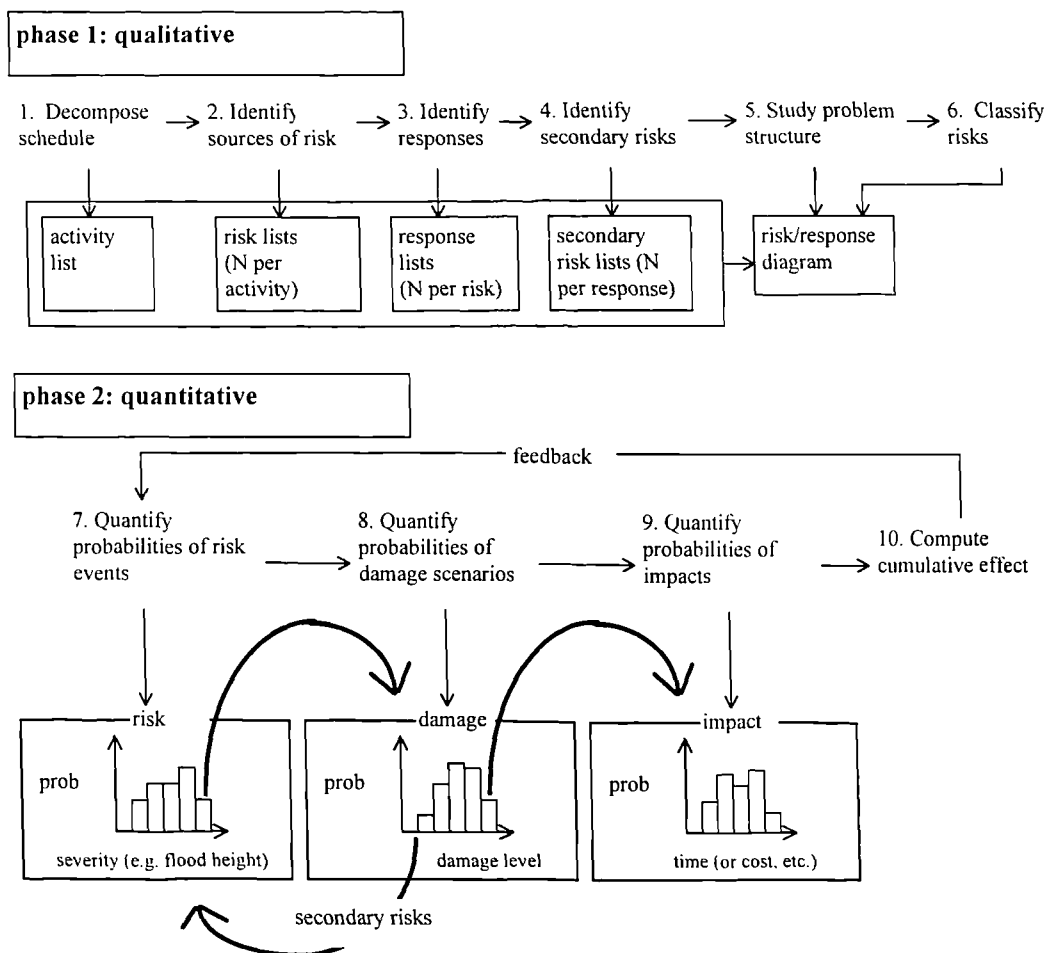 phase 1: qualitative
1. Decompose
schedule
2. Identify
sources of risk
3. Identify
responses
4. Identify
secondary risks
5. Study problem
structure
6. Classify
risks
activity
list
risk lists
(N per
activity)
response
lists
(N per risk)
secondary
risk lists (N
per response)
risk/response
diagram
phase 2: quantitative
feedback
7. Quantify
probabilities of risk
events
8. Quantify
probabilities of
damage scenarios
9. Quantify
probabilities of
impacts
10. Compute
cumulative effect
risk
prob
severity (e.g. flood height)
damage
damage level
impact
prob
time (or cost, etc.)
secondary risks